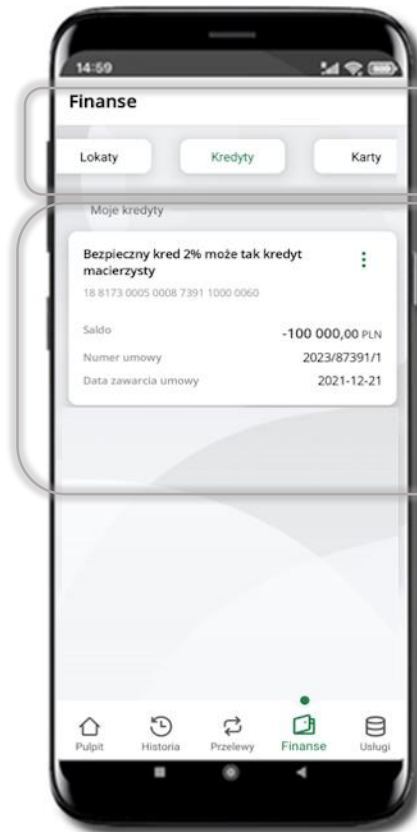 14:59
Finanse
Lokaty Kredyty Karty
Moje kredyty
Bezpieczny kred 2% może tak kredyt
macierzysty
18 8173 0005 0008 7391 1000 0060
Saldo -100 000,00 PLN
Numer umowy 2023/87391/1
Data zawarcia umowy 2021-12-21
Pulpit Historia Przelewy Finanse Usługi